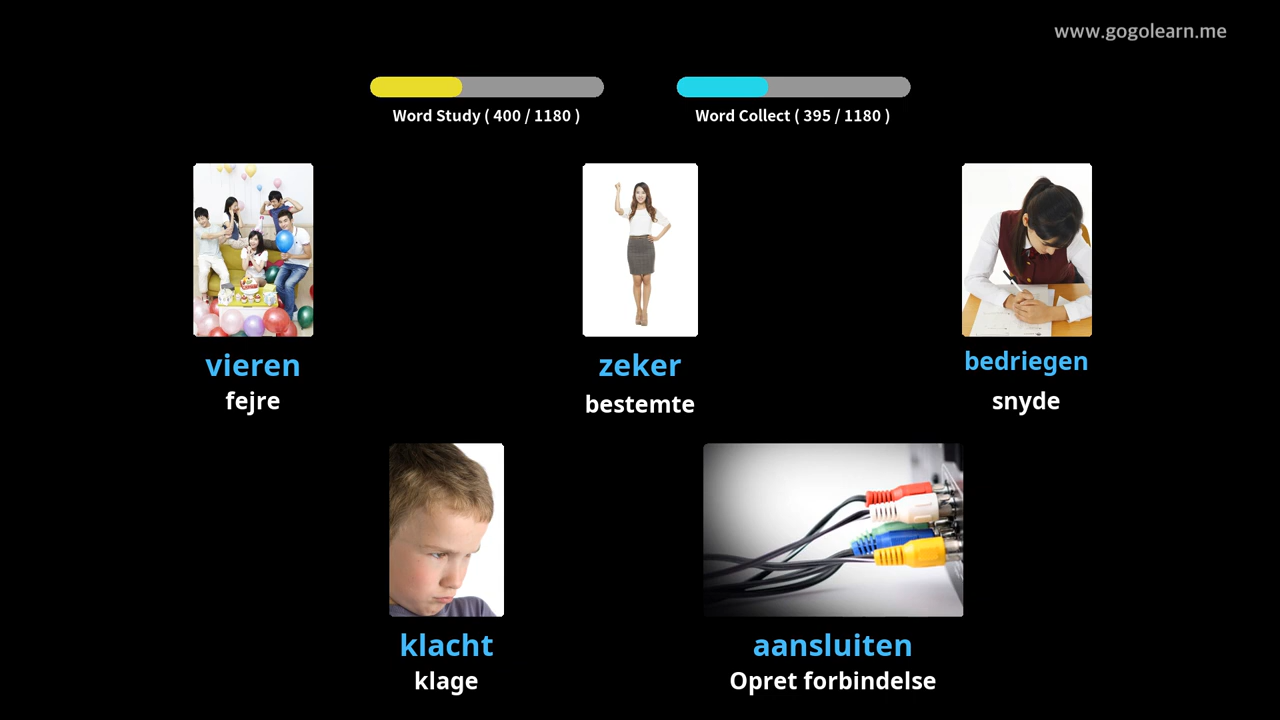 www.gogolearn.me
Word Study ( 400 / 1180 )
Word Collect ( 395 / 1180 )
vieren
fejre
zeker
bestemte
bedriegen
snyde
klacht
klage
aansluiten
Opret forbindelse